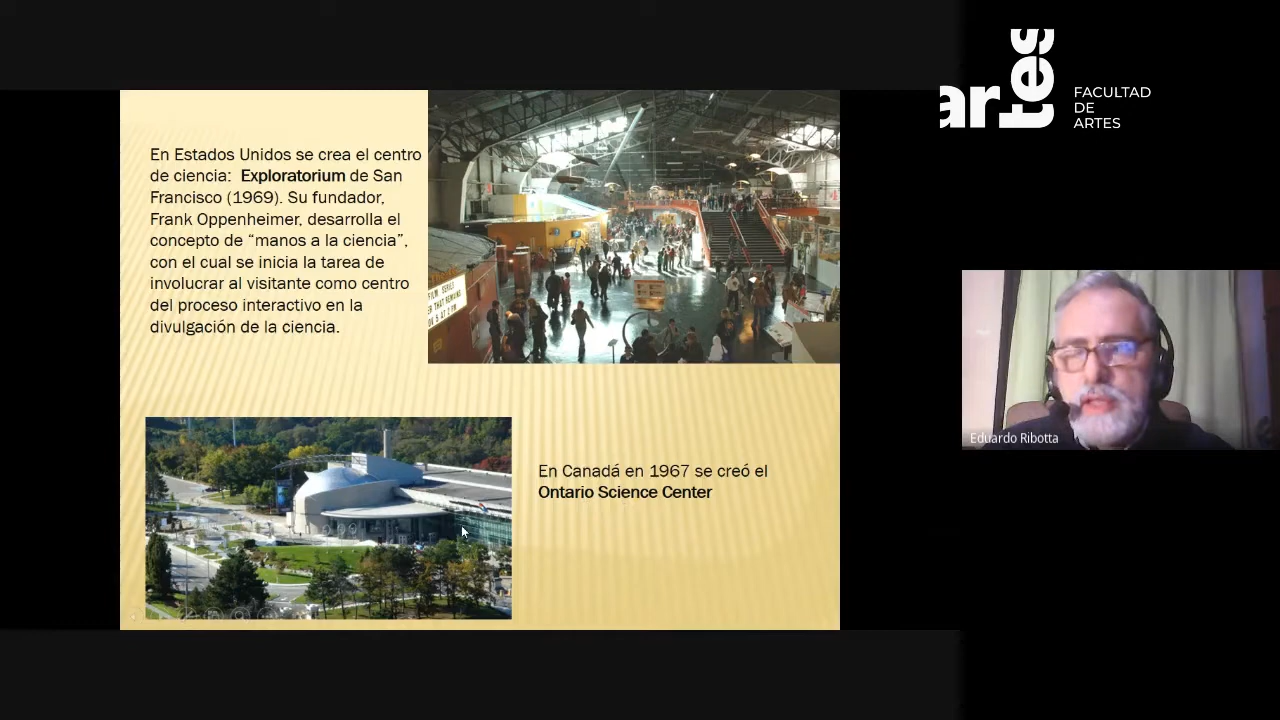 En Estados Unidos se crea el centro
de ciencia: Exploratorium de San
Francisco (1969). Su fundador,
Frank Oppenheimer, desarrolla el
concepto de “manos a la ciencia”,
con el cual se inicia la tarea de
involucrar al visitante como centro
del proceso interactivo en la
divulgación de la ciencia.
En Canadá en 1967 se creó el
Ontario Science Center
artes
FACULTAD
DE
ARTES
Eduardo Ribotta